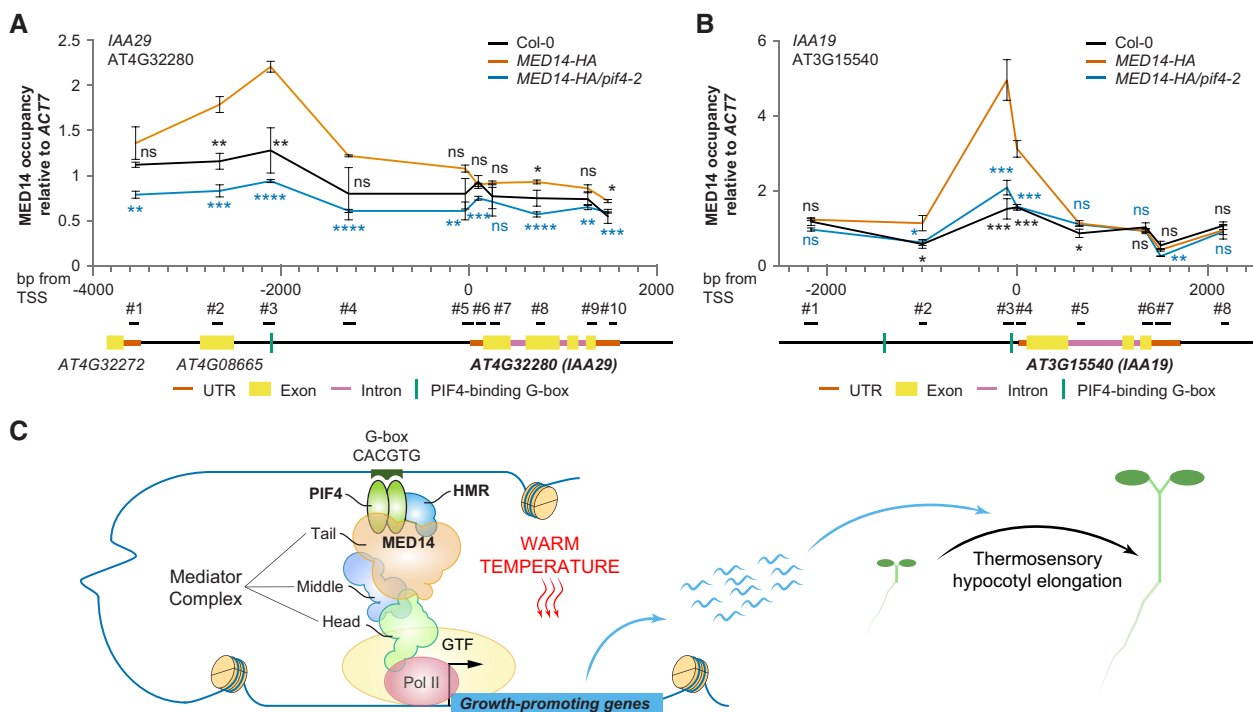 A
IAA29
AT4G32280
Col-0
MED14-HA
MED14-HA/pif4-2
MED14 occupancy
relative to ACT7
2.5
2
1.5
1
0.5
0
ns
**
**
ns
ns
ns
ns
*
ns
*
**
***
****
****
**
***
ns
****
**
***
bp from
TSS
-4000 -2000 0 2000
#1 #2 #3 #4 #5 #6 #7 #8 #9 #10
AT4G32272 AT4G08665 AT4G32280 (IAA29)
UTR Exon Intron PIF4-binding G-box
B
IAA19
AT3G15540
Col-0
MED14-HA
MED14-HA/pif4-2
MED14 occupancy
relative to ACT7
6
4
2
0
ns
ns
*
*
***
***
***
***
ns
*
ns
ns
ns
**
ns
ns
bp from
TSS
-2000 0 2000
#1 #2 #3 #4 #5 #6 #7 #8
AT3G15540 (IAA19)
UTR Exon Intron PIF4-binding G-box
C
G-box
CACGTG
PIF4
HMR
Tail
MED14
Mediator
Complex
Middle
Head
WARM
TEMPERATURE
GTF
Pol II
Growth-promoting genes
Thermosensory
hypocotyl elongation